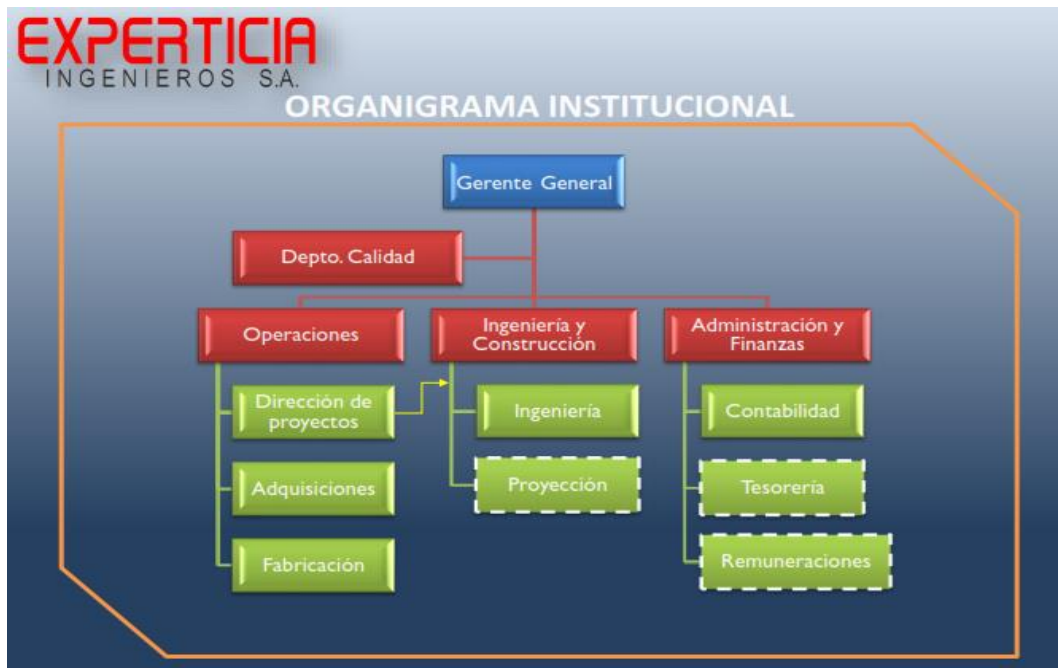 EXPERTICIA
INGENIEROS S.A.
ORGANIGRAMA INSTITUCIONAL
Gerente General
Depto. Calidad
Operaciones
Ingeniería y
Construcción
Administración y
Finanzas
Dirección de
proyectos
Ingeniería
Contabilidad
Adquisiciones
Proyección
Tesorería
Fabricación
Remuneraciones